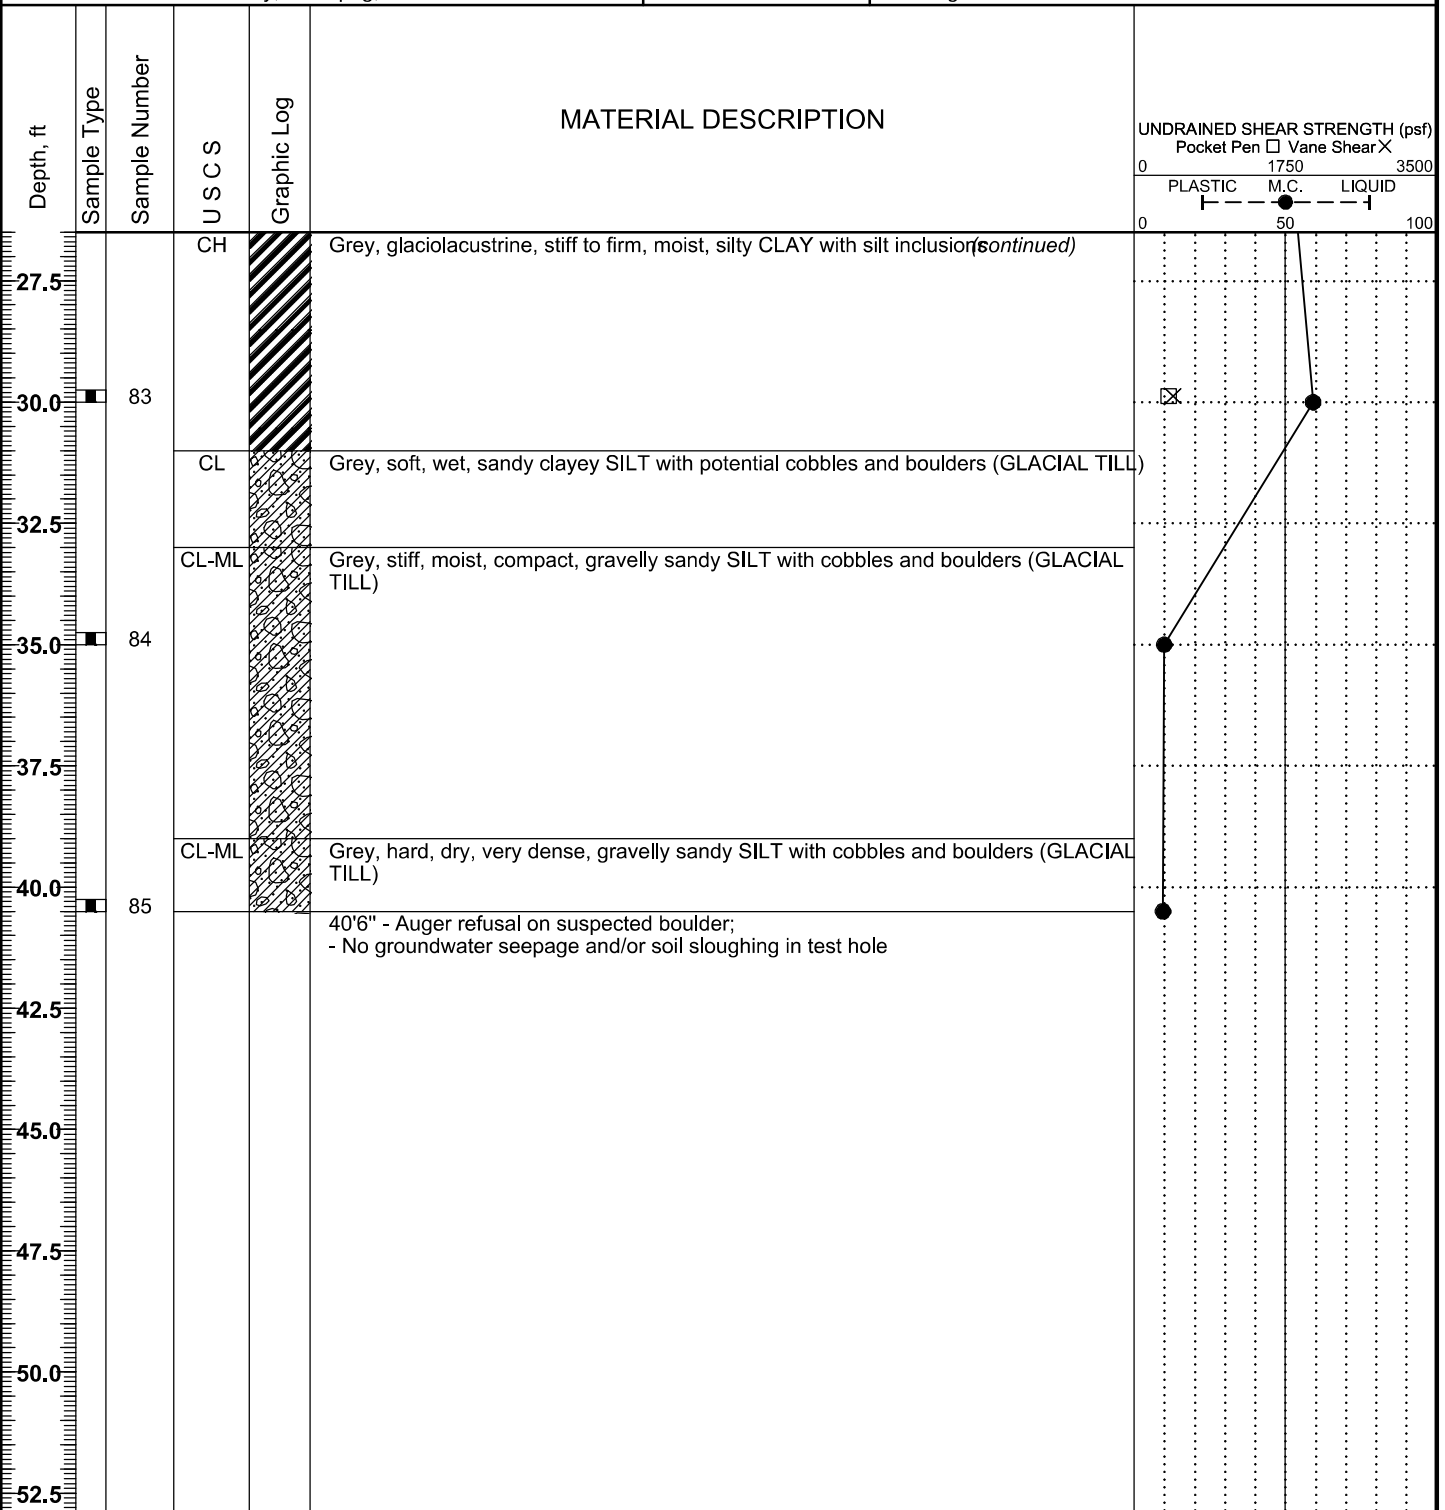 Depth, ft
Sample Type
Sample Number
U S C S
Graphic Log
MATERIAL DESCRIPTION
UNDRAINED SHEAR STRENGTH (psf)
Pocket Pen Vane Shear
0 1750 3500
PLASTIC M.C. LIQUID
0 50 100
CH Grey, glaciolacustrine, stiff to firm, moist, silty CLAY with silt inclusions (continued)
27.5
83
30.0
CL Grey, soft, wet, sandy clayey SILT with potential cobbles and boulders (GLACIAL TILL)
32.5
CL-ML Grey, stiff, moist, compact, gravelly sandy SILT with cobbles and boulders (GLACIAL
TILL)
84
35.0
37.5
CL-ML Grey, hard, dry, very dense, gravelly sandy SILT with cobbles and boulders (GLACIAL
TILL)
40.0
85
40'6" - Auger refusal on suspected boulder;
- No groundwater seepage and/or soil sloughing in test hole
42.5
45.0
47.5
50.0
52.5